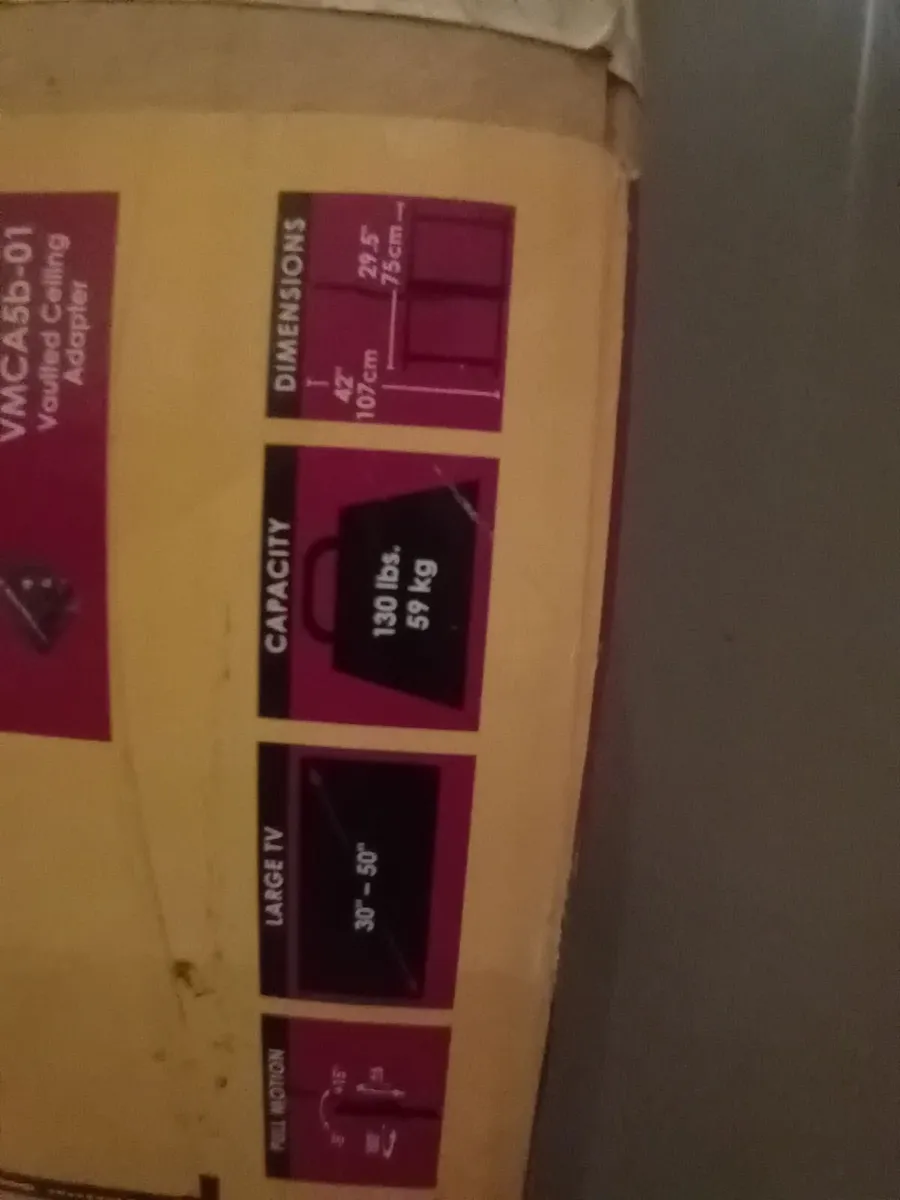 VMCA5b-01
Vaulted Ceiling
Adapter
FULL MOTION
+15°
LARGE TV
30" – 50"
CAPACITY
130 lbs.
59 kg
DIMENSIONS
42"
107cm
29.5"
75cm